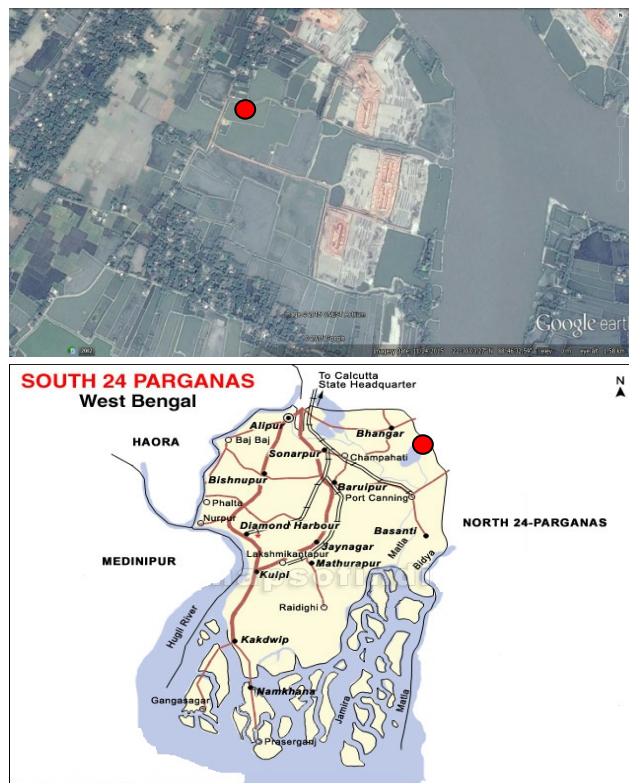 N
Google earth
2002
SOUTH 24 PARGANAS
West Bengal
To Calcutta
State Headquarter
N
Alipur
HAORA
Baj Baj
Bhangar
Sonarpur
Champahati
Bishnupur
Baruipur
Port Canning
Phalta
Nurpur
Diamond Harbour
Basanti
NORTH 24-PARGANAS
MEDINIPUR
Jaynagar
Lakshmikantapur
Mathurapur
Matla
Bidya
Kulpi
Raidighi
Hugli River
Kakdwip
Namkhana
Gangasagar
Jamira
Matla
Praserganj